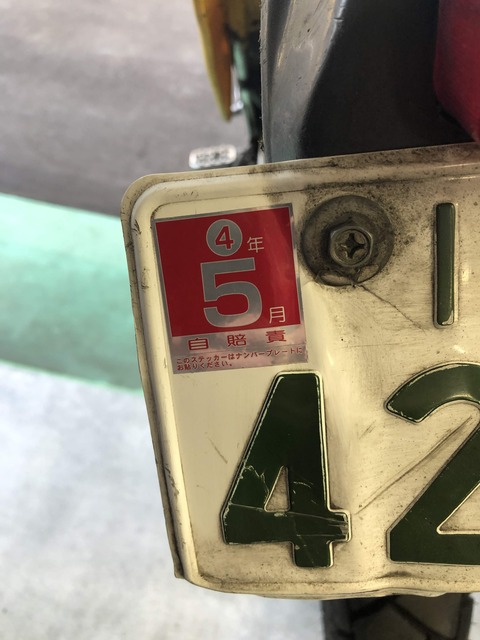 ④年
5月
自賠責
このステッカーはナンバープレートに
お貼りください。
42